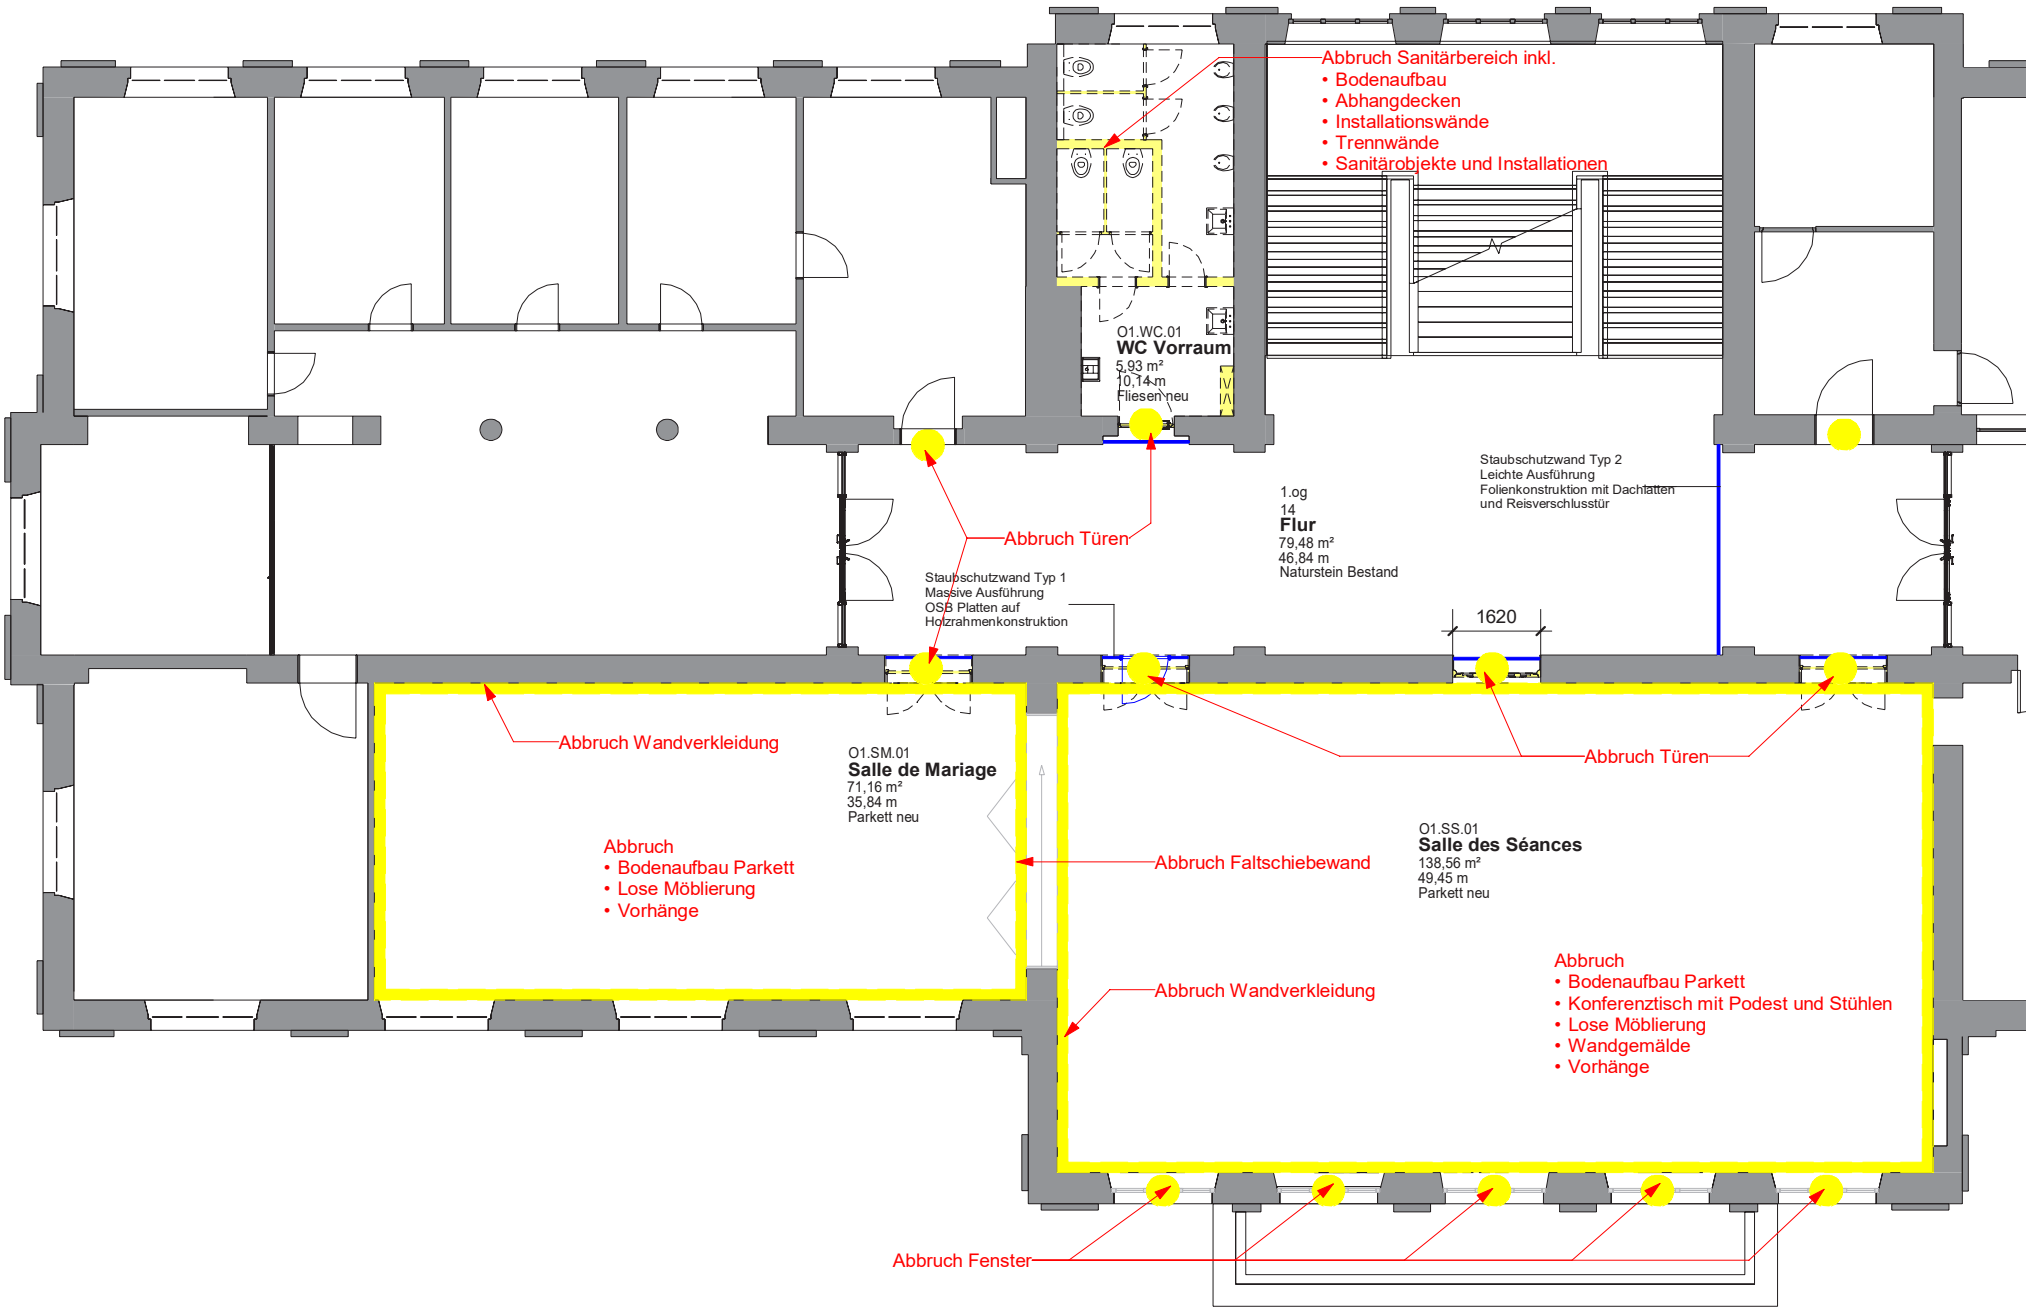 Abbruch Sanitärbereich inkl.
• Bodenaufbau
• Abhangdecken
• Installationswände
• Trennwände
• Sanitärobjekte und Installationen
O1.WC.01
WC Vorraum
5,93 m²
10,14 m
Fliesen neu
Staubschutzwand Typ 2
Leichte Ausführung
Folienkonstruktion mit Dachlatten
und Reisverschlusstür
1.og
14
Flur
79,48 m²
46,84 m
Naturstein Bestand
Abbruch Türen
Staubschutzwand Typ 1
Massive Ausführung
OSB Platten auf
Holzrahmenkonstruktion
1620
Abbruch Wandverkleidung
O1.SM.01
Salle de Mariage
71,16 m²
35,84 m
Parkett neu
Abbruch Türen
Abbruch
• Bodenaufbau Parkett
• Lose Möblierung
• Vorhänge
Abbruch Faltschiebewand
O1.SS.01
Salle des Séances
138,56 m²
49,45 m
Parkett neu
Abbruch Wandverkleidung
Abbruch
• Bodenaufbau Parkett
• Konferenztisch mit Podest und Stühlen
• Lose Möblierung
• Wandgemälde
• Vorhänge
Abbruch Fenster